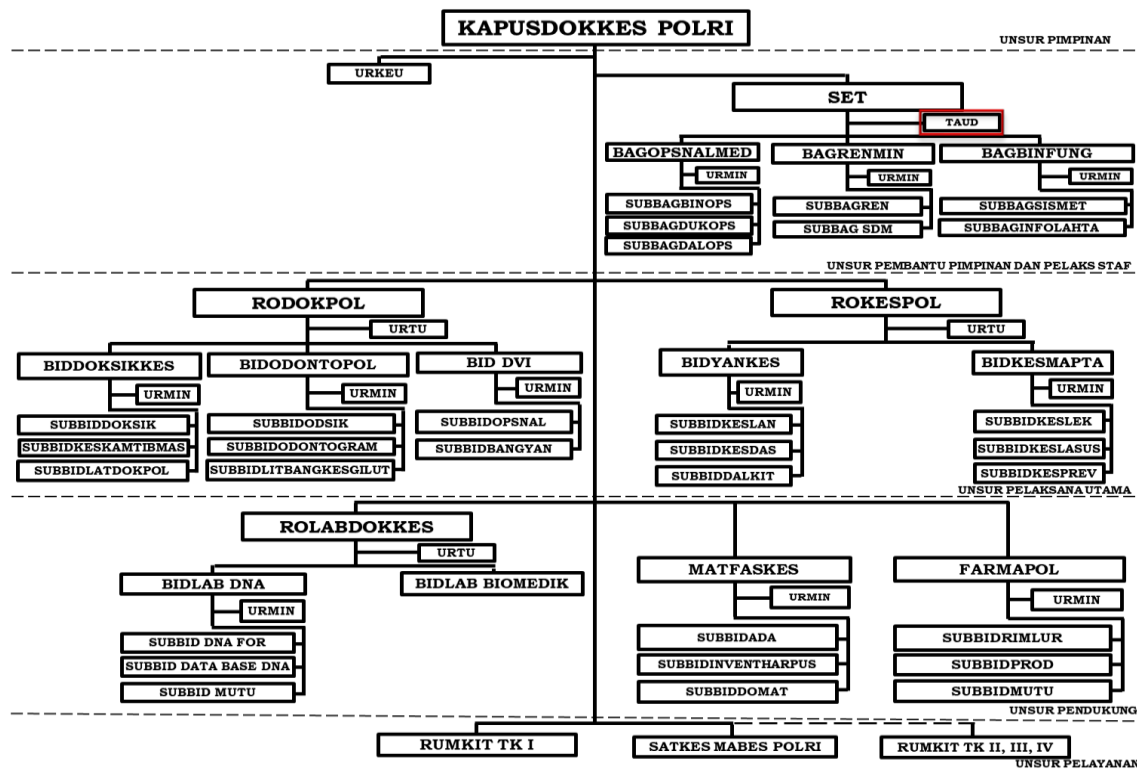 KAPUSDOKKES POLRI
UNSUR PIMPINAN
URKEU
SET
TAUD
BAGOPSNALMED
BAGRENMIN
BAGBINFUNG
URMIN
URMIN
URMIN
SUBBAGBINOPS
SUBBAGREN
SUBBAGSISMET
SUBBAGDUKOPS
SUBBAG SDM
SUBBAGINFOLAHTA
SUBBAGDALOPS
UNSUR PEMBANTU PIMPINAN DAN PELAKS STAF
RODOKPOL
ROKESPOL
URTU
URTU
BIDDOKSIKKES
BIDODONTOPOL
BID DVI
BIDYANKES
BIDKESMAPTA
URMIN
URMIN
URMIN
URMIN
URMIN
SUBBIDDOKSIK
SUBBIDODSIK
SUBBIDOPSNAL
SUBBIDKESLAN
SUBBIDKESLEK
SUBBIDKESKAMTIBMAS
SUBBIDODONTOGRAM
SUBBIDBANGYAN
SUBBIDKESDAS
SUBBIDKESLASUS
SUBBIDLATDOKPOL
SUBBIDLITBANGKESGILUT
SUBBIDDALKIT
SUBBIDKESPREV
UNSUR PELAKSANA UTAMA
ROLABDOKKES
URTU
BIDLAB DNA
BIDLAB BIOMEDIK
MATFASKES
FARMAPOL
URMIN
URMIN
URMIN
SUBBID DNA FOR
SUBBIDADA
SUBBIDRIMLUR
SUBBID DATA BASE DNA
SUBBIDINVENTHARPUS
SUBBIDPROD
SUBBID MUTU
SUBBIDDOMAT
SUBBIDMUTU
UNSUR PENDUKUNG
RUMKIT TK I
SATKES MABES POLRI
RUMKIT TK II, III, IV
UNSUR PELAYANAN